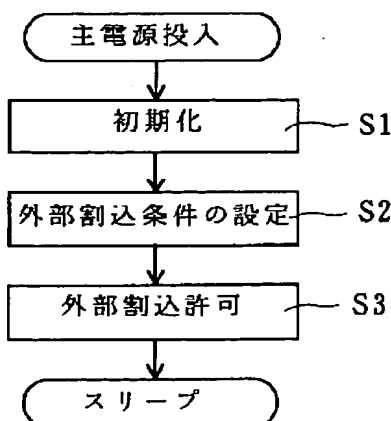 主電源投入
初期化
S1
外部割込条件の設定
S2
外部割込許可
S3
スリープ